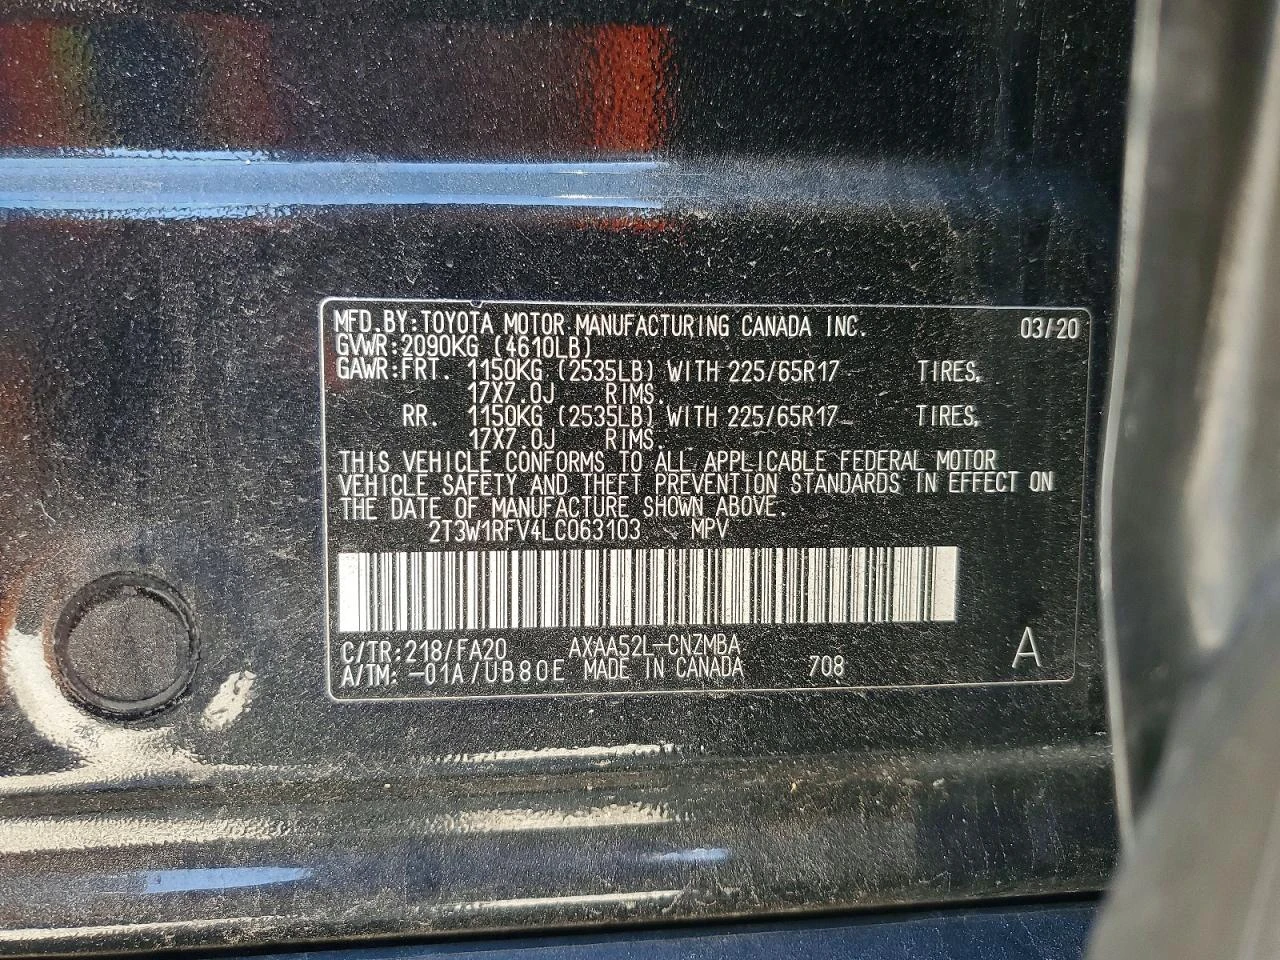 MFD.BY:TOYOTA MOTOR MANUFACTURING CANADA INC. 03/20
GVWR:2090KG (4610LB)
GAWR:FRT. 1150KG (2535LB) WITH 225/65R17 TIRES,
17X7.0J RIMS.
RR. 1150KG (2535LB) WITH 225/65R17 TIRES,
17X7.0J RIMS.
THIS VEHICLE CONFORMS TO ALL APPLICABLE FEDERAL MOTOR
VEHICLE SAFETY AND THEFT PREVENTION STANDARDS IN EFFECT ON
THE DATE OF MANUFACTURE SHOWN ABOVE.
2T3W1RFV4LC063103 MPV
C/TR:218/FA20 AXAA52L-CNZMBA
A/TM: -01A/UB80E MADE IN CANADA 708 A